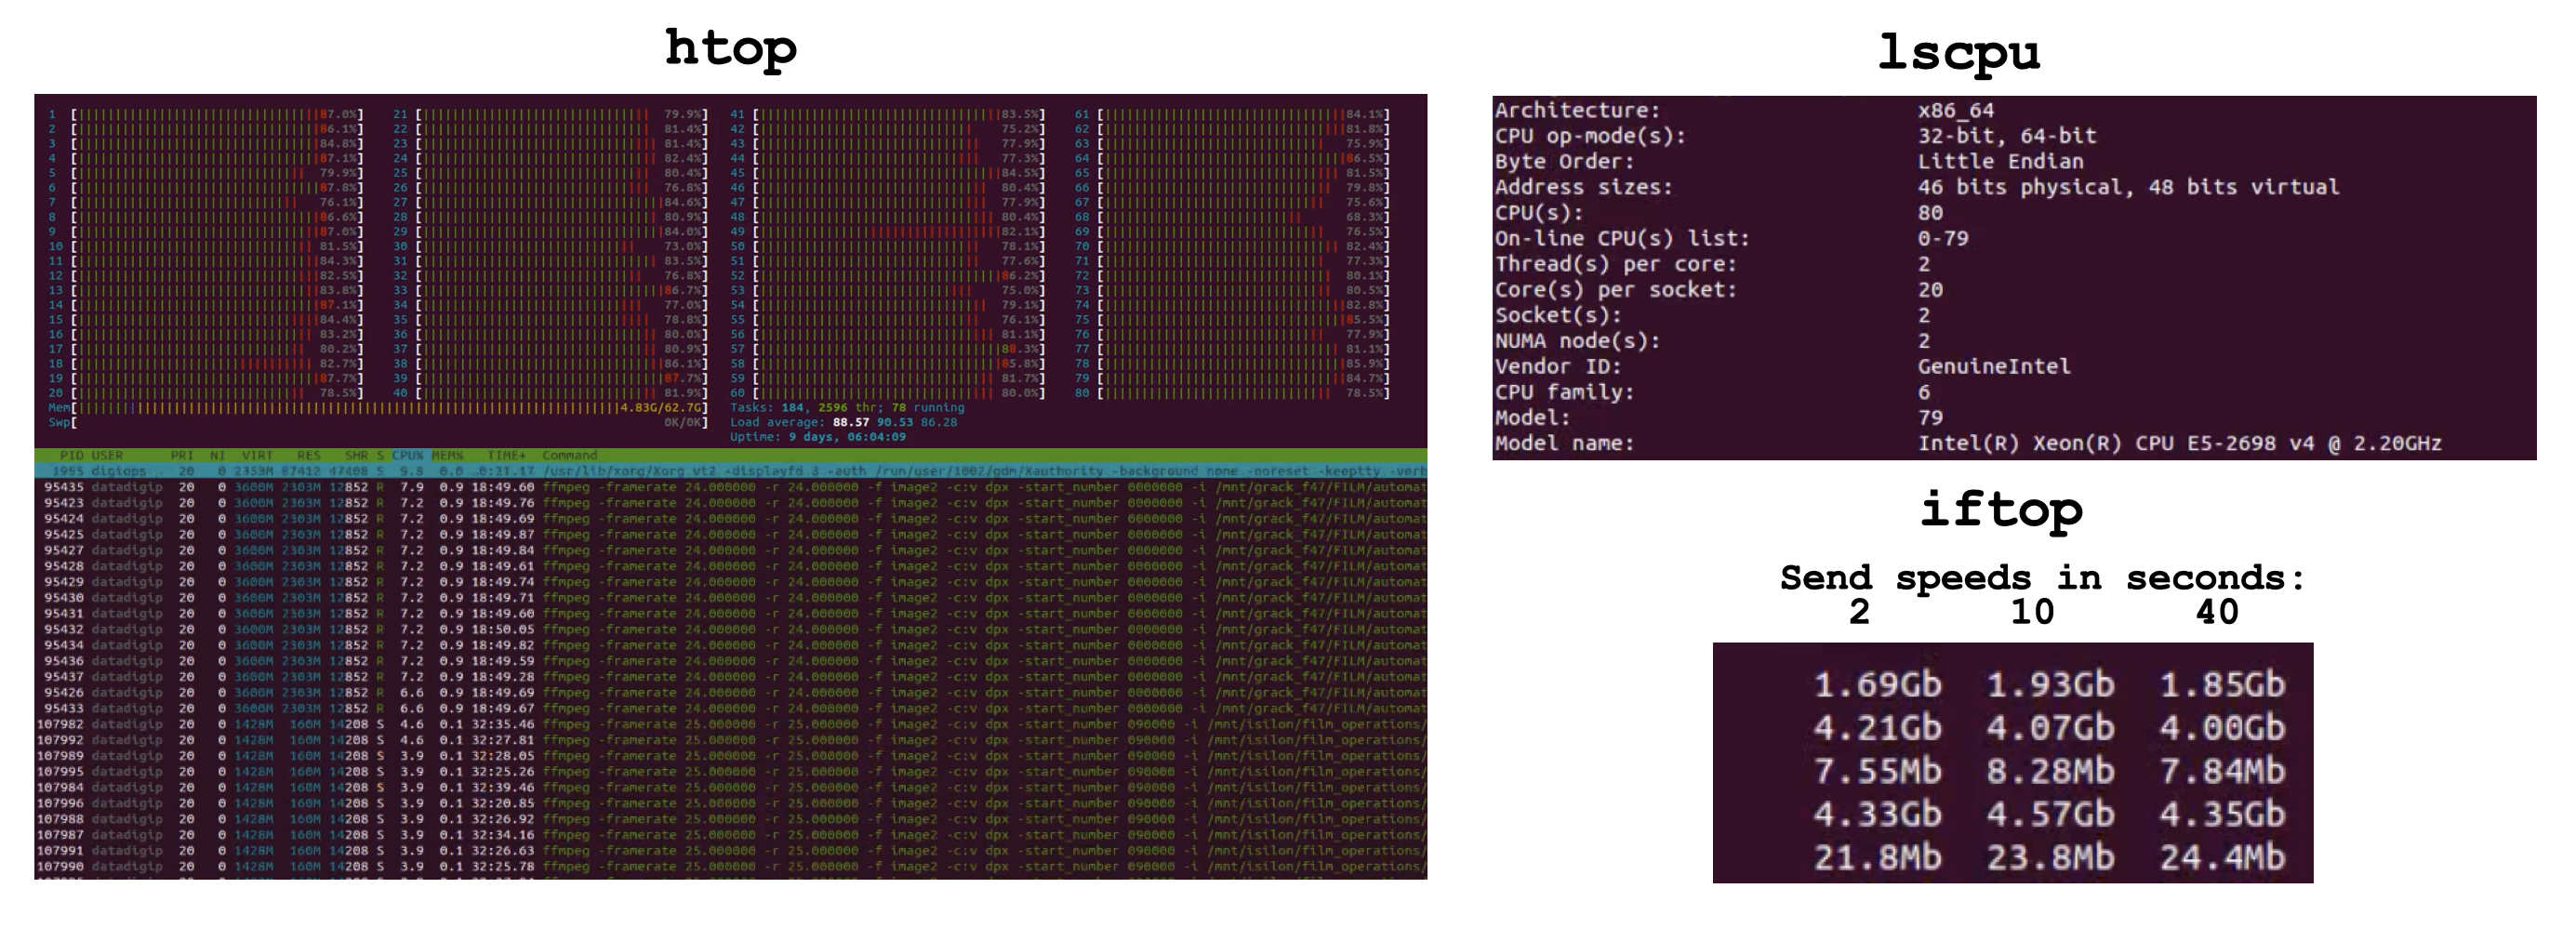 htop
1 [87.0%] 21 [79.9%] 41 [83.5%] 61 [84.1%]
2 [86.1%] 22 [81.4%] 42 [75.2%] 62 [81.8%]
3 [84.8%] 23 [81.4%] 43 [77.9%] 63 [75.9%]
4 [87.1%] 24 [82.4%] 44 [77.3%] 64 [86.5%]
5 [79.9%] 25 [80.4%] 45 [84.5%] 65 [81.5%]
6 [87.8%] 26 [76.8%] 46 [80.4%] 66 [79.8%]
7 [76.1%] 27 [84.6%] 47 [77.9%] 67 [75.6%]
8 [86.6%] 28 [80.9%] 48 [80.4%] 68 [68.3%]
9 [87.0%] 29 [84.0%] 49 [82.1%] 69 [76.5%]
10 [81.5%] 30 [73.0%] 50 [78.1%] 70 [82.4%]
11 [84.3%] 31 [83.5%] 51 [77.6%] 71 [77.3%]
12 [82.5%] 32 [76.8%] 52 [86.2%] 72 [80.1%]
13 [83.8%] 33 [86.7%] 53 [75.0%] 73 [80.5%]
14 [87.1%] 34 [77.0%] 54 [79.1%] 74 [82.8%]
15 [84.4%] 35 [78.8%] 55 [76.1%] 75 [85.5%]
16 [83.2%] 36 [80.0%] 56 [81.1%] 76 [77.9%]
17 [80.2%] 37 [80.9%] 57 [88.3%] 77 [81.1%]
18 [82.7%] 38 [86.1%] 58 [85.8%] 78 [85.9%]
19 [87.7%] 39 [87.7%] 59 [81.7%] 79 [84.7%]
20 [78.5%] 40 [81.9%] 60 [80.0%] 80 [78.5%]
Mem[4.83G/62.7G] Tasks: 184, 2596 thr; 78 running
Swp[0K/0K] Load average: 88.57 90.53 86.28
Uptime: 9 days, 06:04:09
PID USER PRI NI VIRT RES SHR S CPU% MEM% TIME+ Command
1955 digiops 20 0 2353M 87412 47408 S 9.8 0.0 0:31.17 /usr/lib/xorg/Xorg vt2 -displayfd 3 -auth /run/user/1002/gdm/Xauthority -background none -noreset -keeptty -verb
95435 datadigip 20 0 3600M 2303M 12852 R 7.9 0.9 18:49.60 ffmpeg -framerate 24.000000 -r 24.000000 -f image2 -c:v dpx -start_number 0000000 -i /mnt/qrack_f47/FILM/automat
95423 datadigip 20 0 3600M 2303M 12852 R 7.2 0.9 18:49.76 ffmpeg -framerate 24.000000 -r 24.000000 -f image2 -c:v dpx -start_number 0000000 -i /mnt/qrack_f47/FILM/automat
95424 datadigip 20 0 3600M 2303M 12852 R 7.2 0.9 18:49.69 ffmpeg -framerate 24.000000 -r 24.000000 -f image2 -c:v dpx -start_number 0000000 -i /mnt/qrack_f47/FILM/automat
95425 datadigip 20 0 3600M 2303M 12852 R 7.2 0.9 18:49.87 ffmpeg -framerate 24.000000 -r 24.000000 -f image2 -c:v dpx -start_number 0000000 -i /mnt/qrack_f47/FILM/automat
95427 datadigip 20 0 3600M 2303M 12852 R 7.2 0.9 18:49.84 ffmpeg -framerate 24.000000 -r 24.000000 -f image2 -c:v dpx -start_number 0000000 -i /mnt/qrack_f47/FILM/automat
95428 datadigip 20 0 3600M 2303M 12852 R 7.2 0.9 18:49.61 ffmpeg -framerate 24.000000 -r 24.000000 -f image2 -c:v dpx -start_number 0000000 -i /mnt/qrack_f47/FILM/automat
95429 datadigip 20 0 3600M 2303M 12852 R 7.2 0.9 18:49.74 ffmpeg -framerate 24.000000 -r 24.000000 -f image2 -c:v dpx -start_number 0000000 -i /mnt/qrack_f47/FILM/automat
95430 datadigip 20 0 3600M 2303M 12852 R 7.2 0.9 18:49.71 ffmpeg -framerate 24.000000 -r 24.000000 -f image2 -c:v dpx -start_number 0000000 -i /mnt/qrack_f47/FILM/automat
95431 datadigip 20 0 3600M 2303M 12852 R 7.2 0.9 18:49.60 ffmpeg -framerate 24.000000 -r 24.000000 -f image2 -c:v dpx -start_number 0000000 -i /mnt/qrack_f47/FILM/automat
95432 datadigip 20 0 3600M 2303M 12852 R 7.2 0.9 18:50.05 ffmpeg -framerate 24.000000 -r 24.000000 -f image2 -c:v dpx -start_number 0000000 -i /mnt/qrack_f47/FILM/automat
95434 datadigip 20 0 3600M 2303M 12852 R 7.2 0.9 18:49.82 ffmpeg -framerate 24.000000 -r 24.000000 -f image2 -c:v dpx -start_number 0000000 -i /mnt/qrack_f47/FILM/automat
95436 datadigip 20 0 3600M 2303M 12852 R 7.2 0.9 18:49.59 ffmpeg -framerate 24.000000 -r 24.000000 -f image2 -c:v dpx -start_number 0000000 -i /mnt/qrack_f47/FILM/automat
95437 datadigip 20 0 3600M 2303M 12852 R 7.2 0.9 18:49.28 ffmpeg -framerate 24.000000 -r 24.000000 -f image2 -c:v dpx -start_number 0000000 -i /mnt/qrack_f47/FILM/automat
95426 datadigip 20 0 3600M 2303M 12852 R 6.6 0.9 18:49.69 ffmpeg -framerate 24.000000 -r 24.000000 -f image2 -c:v dpx -start_number 0000000 -i /mnt/qrack_f47/FILM/automat
95433 datadigip 20 0 3600M 2303M 12852 R 6.6 0.9 18:49.67 ffmpeg -framerate 24.000000 -r 24.000000 -f image2 -c:v dpx -start_number 0000000 -i /mnt/qrack_f47/FILM/automat
107982 datadigip 20 0 1428M 160M 14208 S 4.6 0.1 32:35.46 ffmpeg -framerate 25.000000 -r 25.000000 -f image2 -c:v dpx -start_number 090000 -i /mnt/isilon/film_operations/
107992 datadigip 20 0 1428M 160M 14208 S 4.6 0.1 32:27.81 ffmpeg -framerate 25.000000 -r 25.000000 -f image2 -c:v dpx -start_number 090000 -i /mnt/isilon/film_operations/
107989 datadigip 20 0 1428M 160M 14208 S 3.9 0.1 32:28.05 ffmpeg -framerate 25.000000 -r 25.000000 -f image2 -c:v dpx -start_number 090000 -i /mnt/isilon/film_operations/
107995 datadigip 20 0 1428M 160M 14208 S 3.9 0.1 32:25.26 ffmpeg -framerate 25.000000 -r 25.000000 -f image2 -c:v dpx -start_number 090000 -i /mnt/isilon/film_operations/
107984 datadigip 20 0 1428M 160M 14208 S 3.9 0.1 32:39.46 ffmpeg -framerate 25.000000 -r 25.000000 -f image2 -c:v dpx -start_number 090000 -i /mnt/isilon/film_operations/
107996 datadigip 20 0 1428M 160M 14208 S 3.9 0.1 32:20.85 ffmpeg -framerate 25.000000 -r 25.000000 -f image2 -c:v dpx -start_number 090000 -i /mnt/isilon/film_operations/
107988 datadigip 20 0 1428M 160M 14208 S 3.9 0.1 32:26.92 ffmpeg -framerate 25.000000 -r 25.000000 -f image2 -c:v dpx -start_number 090000 -i /mnt/isilon/film_operations/
107987 datadigip 20 0 1428M 160M 14208 S 3.9 0.1 32:34.16 ffmpeg -framerate 25.000000 -r 25.000000 -f image2 -c:v dpx -start_number 090000 -i /mnt/isilon/film_operations/
107991 datadigip 20 0 1428M 160M 14208 S 3.9 0.1 32:26.63 ffmpeg -framerate 25.000000 -r 25.000000 -f image2 -c:v dpx -start_number 090000 -i /mnt/isilon/film_operations/
107990 datadigip 20 0 1428M 160M 14208 S 3.9 0.1 32:25.78 ffmpeg -framerate 25.000000 -r 25.000000 -f image2 -c:v dpx -start_number 090000 -i /mnt/isilon/film_operations/
lscpu
Architecture: x86_64
CPU op-mode(s): 32-bit, 64-bit
Byte Order: Little Endian
Address sizes: 46 bits physical, 48 bits virtual
CPU(s): 80
On-line CPU(s) list: 0-79
Thread(s) per core: 2
Core(s) per socket: 20
Socket(s): 2
NUMA node(s): 2
Vendor ID: GenuineIntel
CPU family: 6
Model: 79
Model name: Intel(R) Xeon(R) CPU E5-2698 v4 @ 2.20GHz
iftop
Send speeds in seconds:
2 10 40
1.69Gb 1.93Gb 1.85Gb
4.21Gb 4.07Gb 4.00Gb
7.55Mb 8.28Mb 7.84Mb
4.33Gb 4.57Gb 4.35Gb
21.8Mb 23.8Mb 24.4Mb